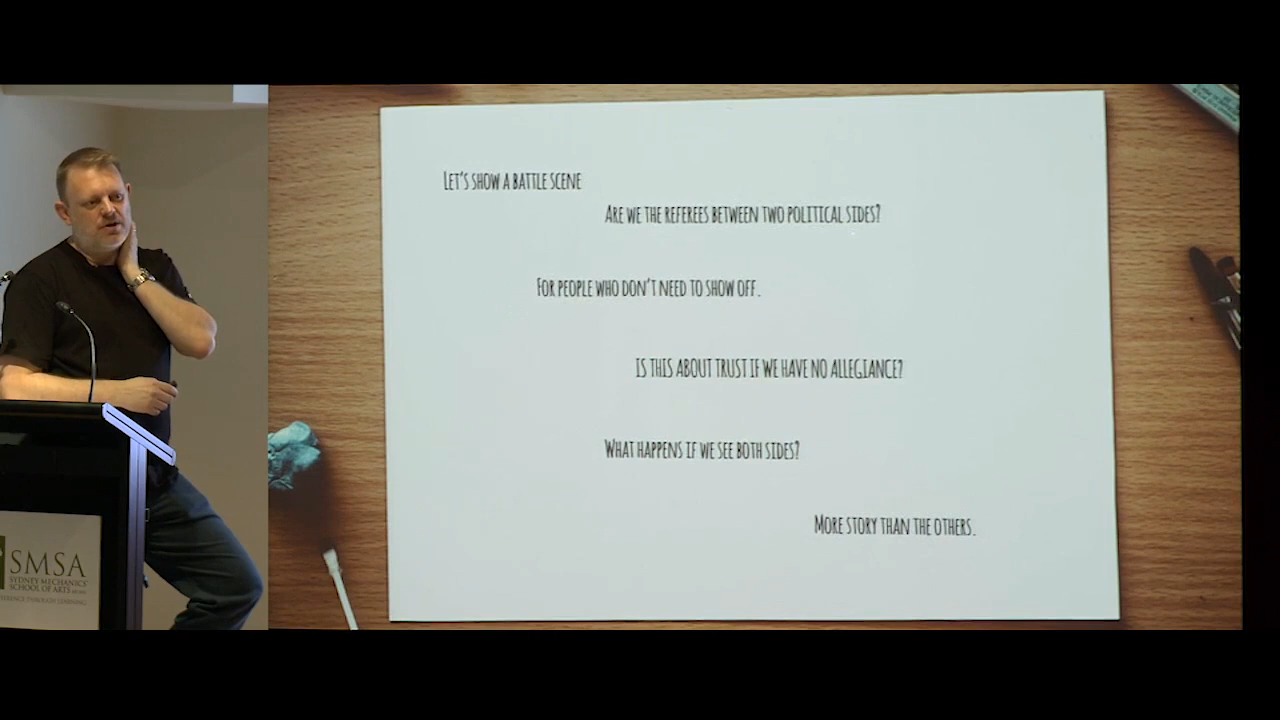 LET'S SHOW A BATTLE SCENE
ARE WE THE REFEREES BETWEEN TWO POLITICAL SIDES?
FOR PEOPLE WHO DON'T NEED TO SHOW OFF.
IS THIS ABOUT TRUST IF WE HAVE NO ALLEGIANCE?
WHAT HAPPENS IF WE SEE BOTH SIDES?
MORE STORY THAN THE OTHERS.
SMSA
SYDNEY MECHANICS'
SCHOOL OF ARTS
THROUGH LEARNING